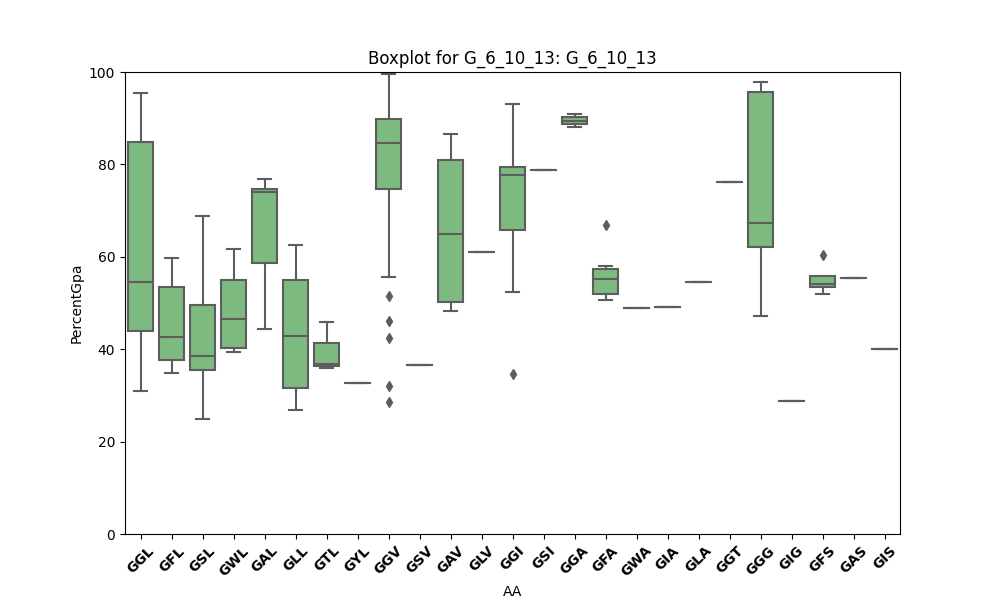 Boxplot for G_6_10_13: G_6_10_13
PercentGpa
100
80
60
40
20
0
GGL GFL GSL GWL GAL GLL GTL GYL GGV GSV GAV GLV GGI GSI GGA GFA GWA GIA GLA GGT GGG GIG GFS GAS GIS
AA